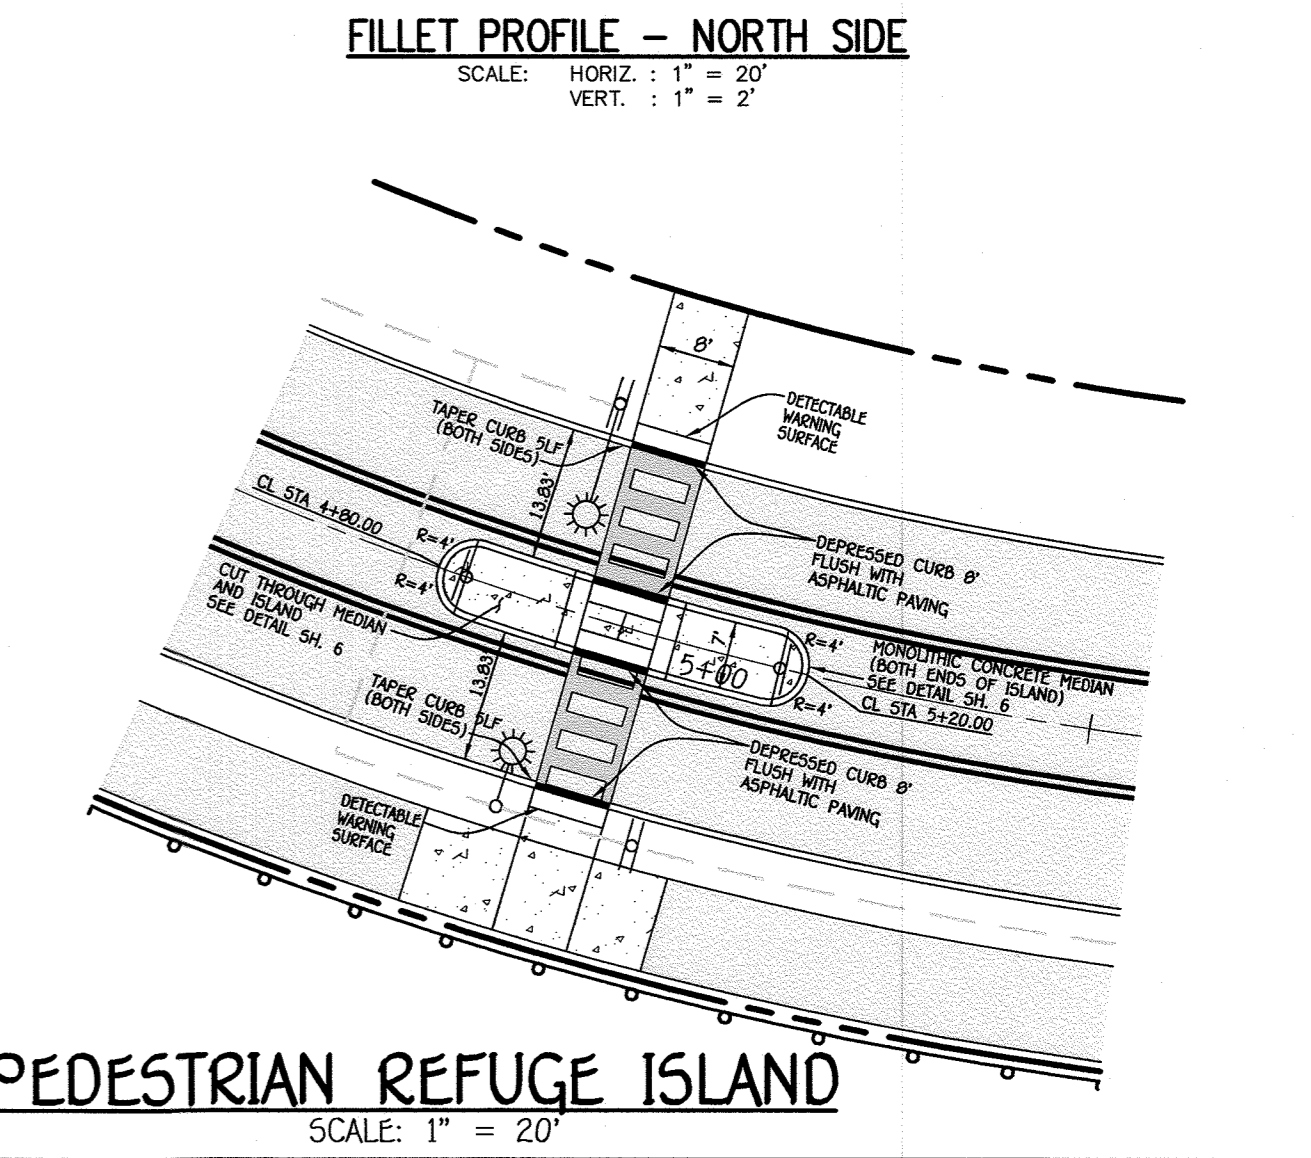 FILLET PROFILE – NORTH SIDE
SCALE: HORIZ. : 1" = 20'
VERT. : 1" = 2'
8'
DETECTABLE
WARNING
SURFACE
TAPER CURB 5LF
(BOTH SIDES)
13.83'
CL STA 4+80.00
R=4'
R=4'
DEPRESSED CURB 8'
FLUSH WITH
ASPHALTIC PAVING
CUT THROUGH MEDIAN
AND ISLAND
SEE DETAIL SH. 6
7'
5+00
R=4'
R=4'
MONOLITHIC CONCRETE MEDIAN
(BOTH ENDS OF ISLAND)
SEE DETAIL SH. 6
CL STA 5+20.00
13.83'
TAPER CURB 5LF
(BOTH SIDES)
DEPRESSED CURB 8'
FLUSH WITH
ASPHALTIC PAVING
DETECTABLE
WARNING
SURFACE
PEDESTRIAN REFUGE ISLAND
SCALE: 1" = 20'